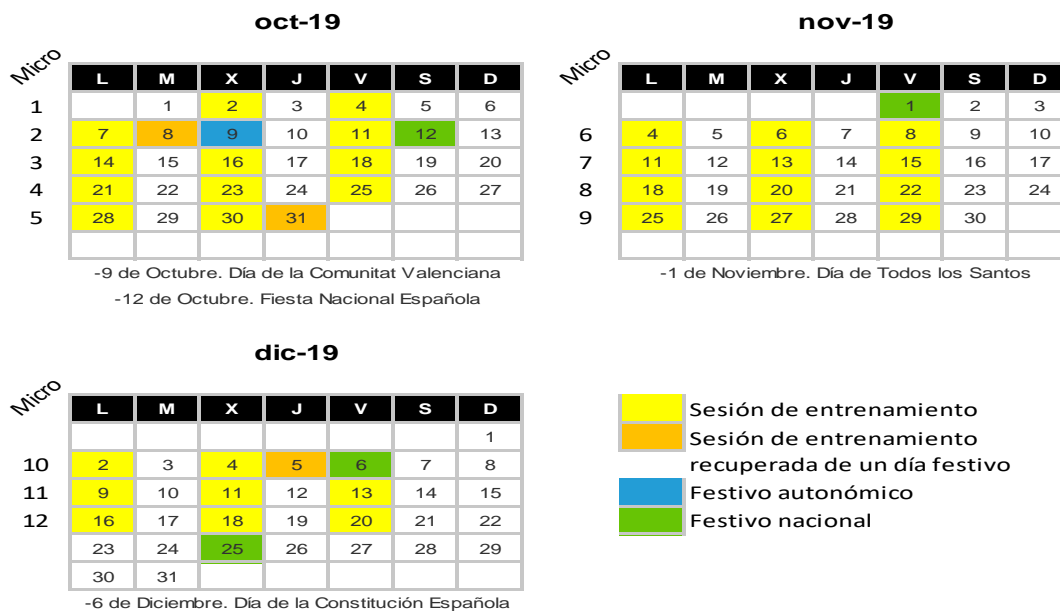 oct-19
Micro L M X J V S D
1 1 2 3 4 5 6
2 7 8 9 10 11 12 13
3 14 15 16 17 18 19 20
4 21 22 23 24 25 26 27
5 28 29 30 31
-9 de Octubre. Día de la Comunitat Valenciana
-12 de Octubre. Fiesta Nacional Española
nov-19
Micro L M X J V S D
1 2 3
6 4 5 6 7 8 9 10
7 11 12 13 14 15 16 17
8 18 19 20 21 22 23 24
9 25 26 27 28 29 30
-1 de Noviembre. Día de Todos los Santos
dic-19
Micro L M X J V S D
1
10 2 3 4 5 6 7 8
11 9 10 11 12 13 14 15
12 16 17 18 19 20 21 22
23 24 25 26 27 28 29
30 31
-6 de Diciembre. Día de la Constitución Española
Sesión de entrenamiento
Sesión de entrenamiento
recuperada de un día festivo
Festivo autonómico
Festivo nacional